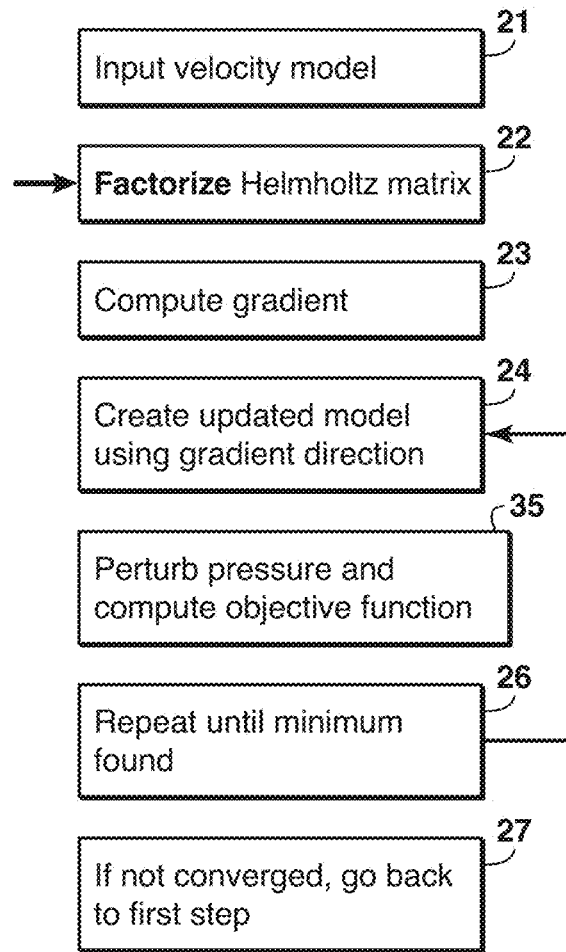 21
Input velocity model
22
Factorize Helmholtz matrix
23
Compute gradient
24
Create updated model
using gradient direction
35
Perturb pressure and
compute objective function
26
Repeat until minimum
found
27
If not converged, go back
to first step